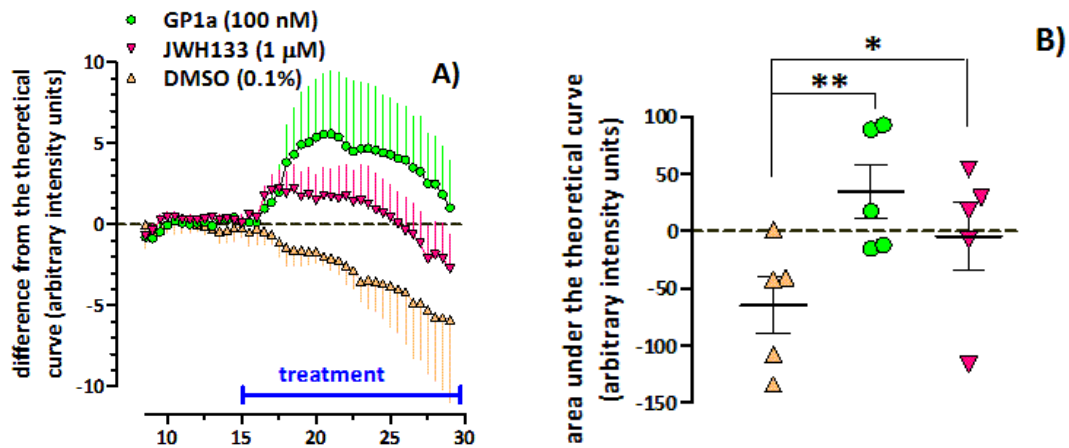 GP1a (100 nM)
JWH133 (1 μM)
DMSO (0.1%)
A)
difference from the theoretical
curve (arbitrary intensity units)
10
5
0
-5
-10
treatment
10 15 20 25 30
B)
*
**
area under the theoretical curve
(arbitrary intensity units)
100
50
0
-50
-100
-150